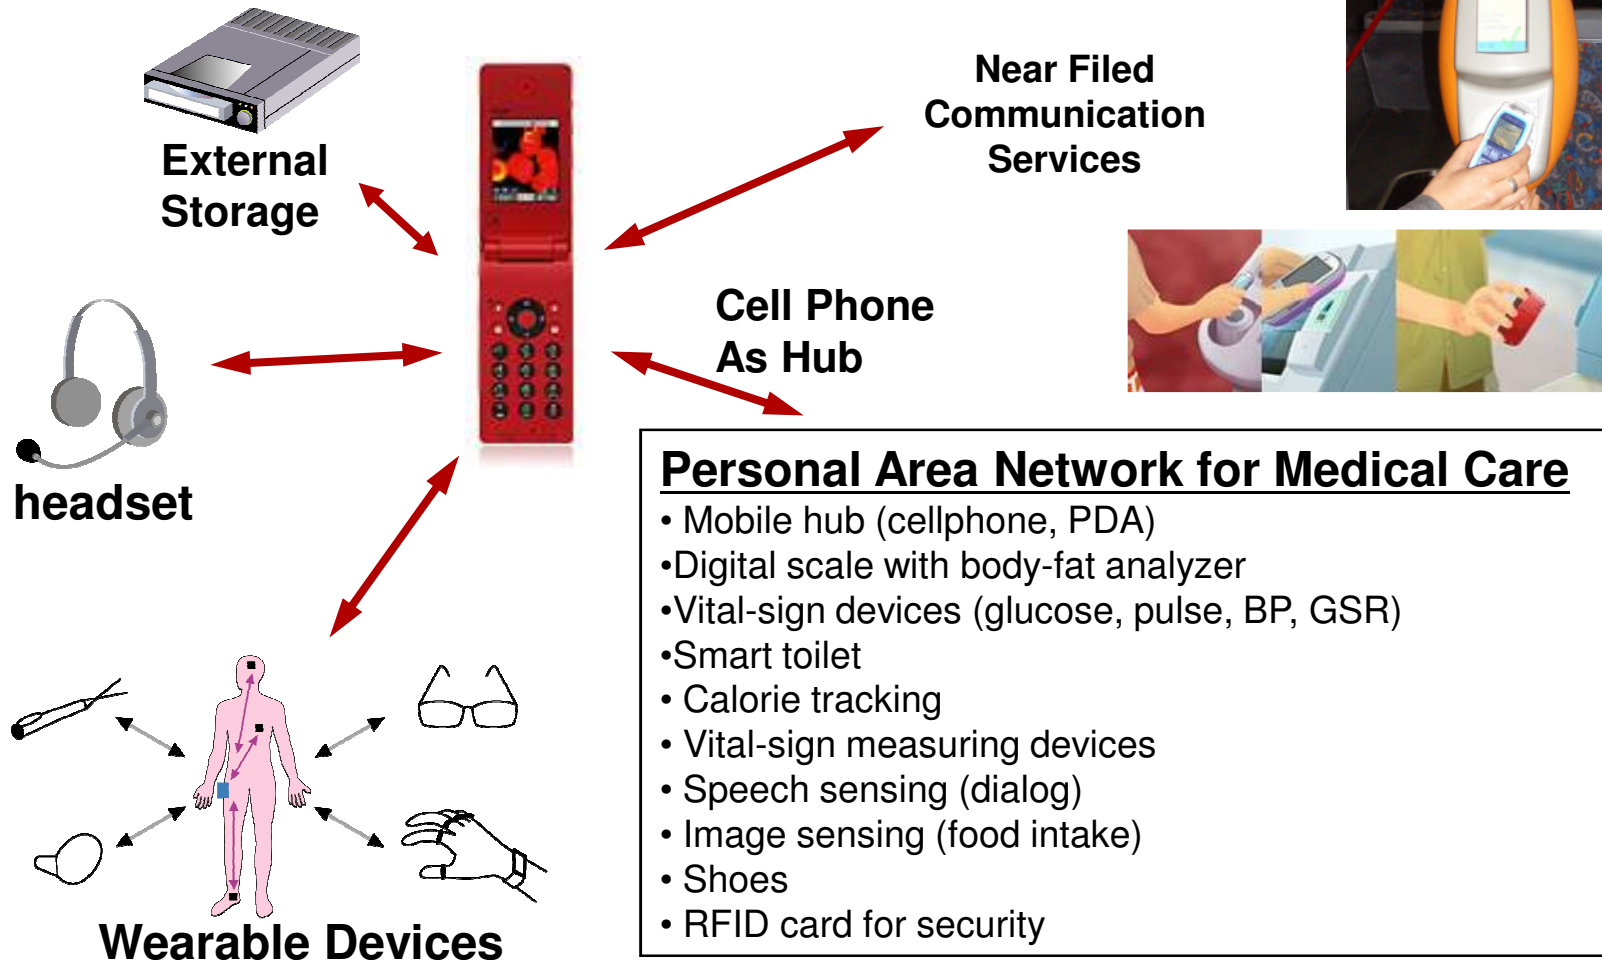 External
Storage
Near Filed
Communication
Services
Cell Phone
As Hub
headset
Personal Area Network for Medical Care
• Mobile hub (cellphone, PDA)
•Digital scale with body-fat analyzer
•Vital-sign devices (glucose, pulse, BP, GSR)
•Smart toilet
• Calorie tracking
• Vital-sign measuring devices
• Speech sensing (dialog)
• Image sensing (food intake)
• Shoes
• RFID card for security
Wearable Devices